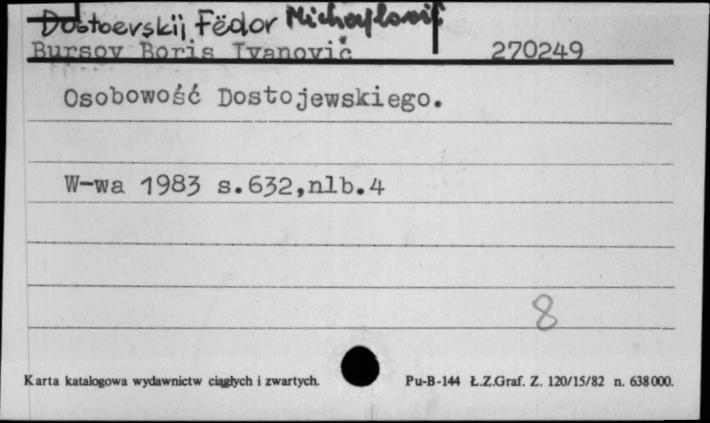 Dostoevskij Fëdor Michajlovič
Bursov Boris Ivanovič 270249
Osobowość Dostojewskiego.
W-wa 1983 s.632,nlb.4
8
Karta katalogowa wydawnictw ciągłych i zwartych. Pu-B-144 Ł.Z.Graf. Z. 120/15/82 n. 638000.